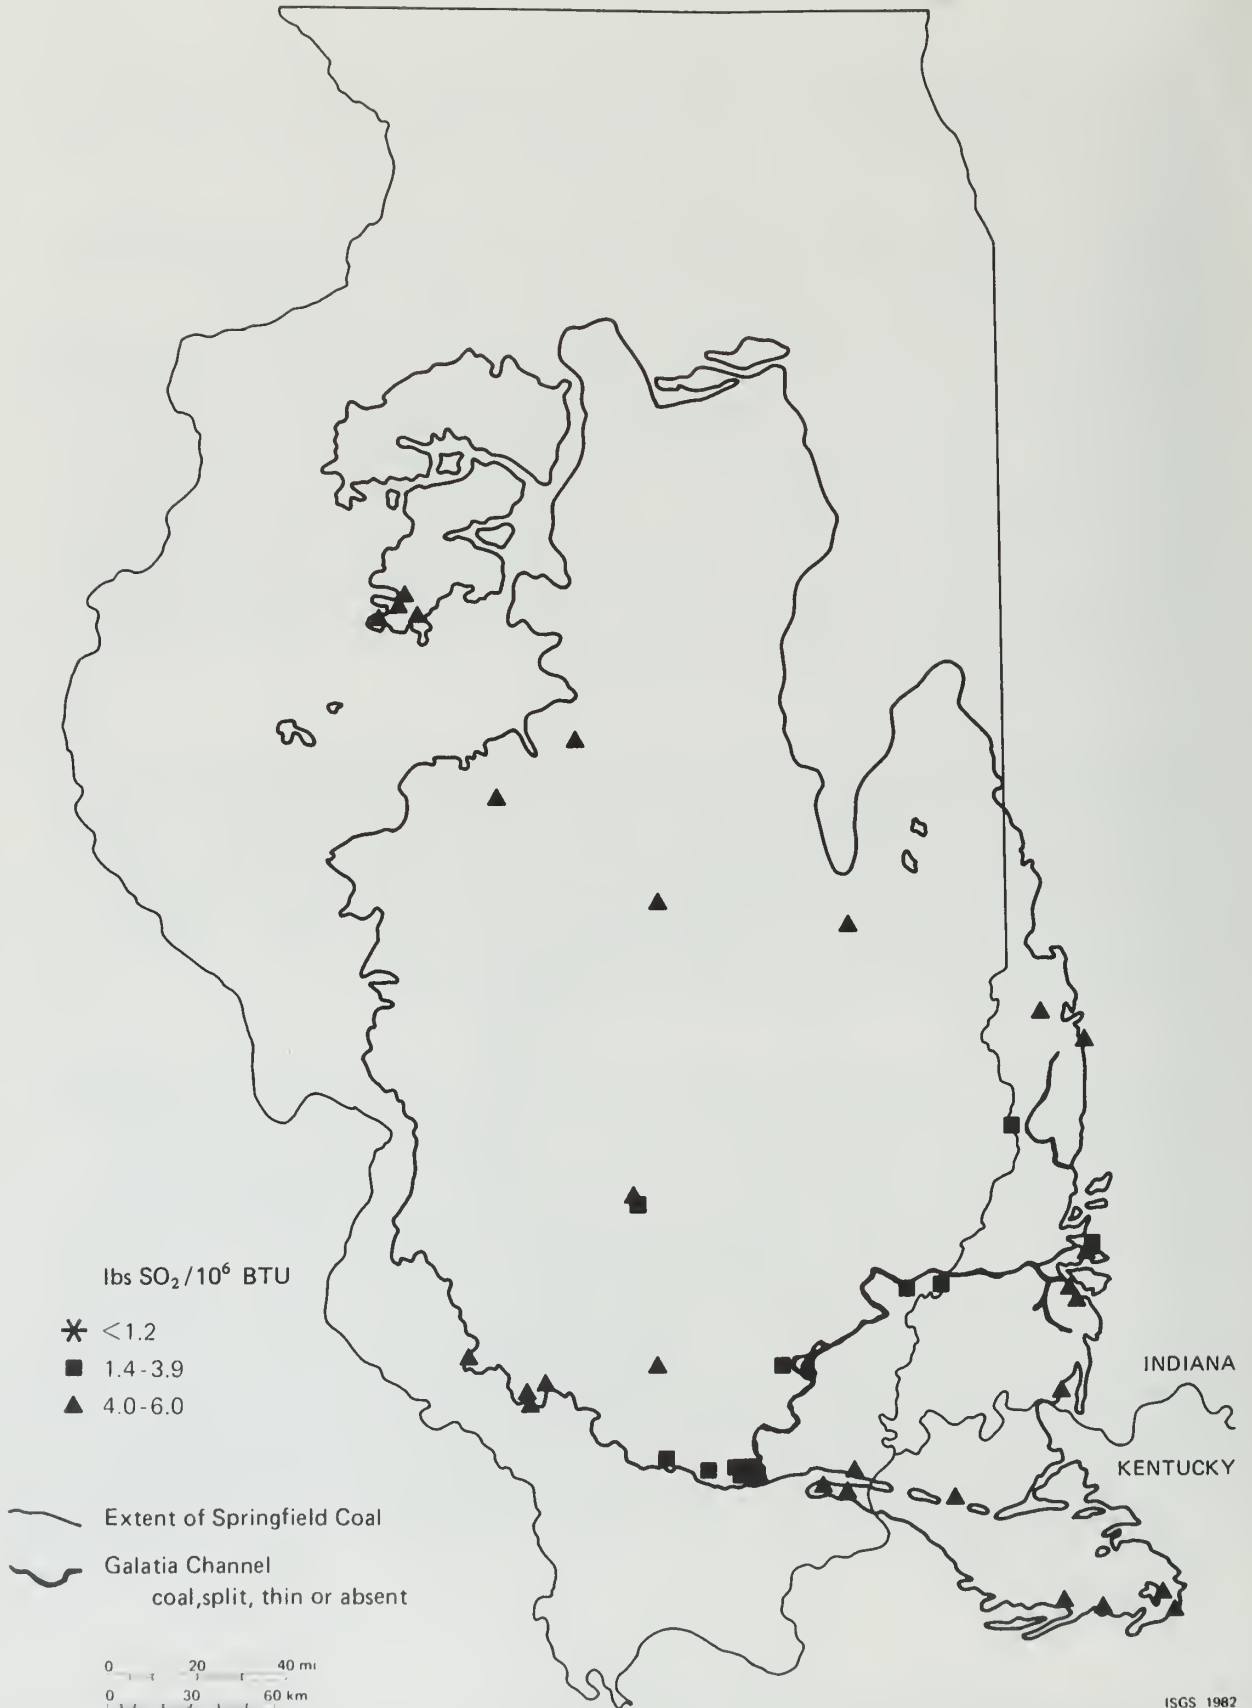 lbs SO₂/10⁶ BTU
<1.2
1.4-3.9
4.0-6.0
INDIANA
KENTUCKY
Extent of Springfield Coal
Galatia Channel
coal,split, thin or absent
0 20 40 mi
0 30 60 km
ISGS 1982